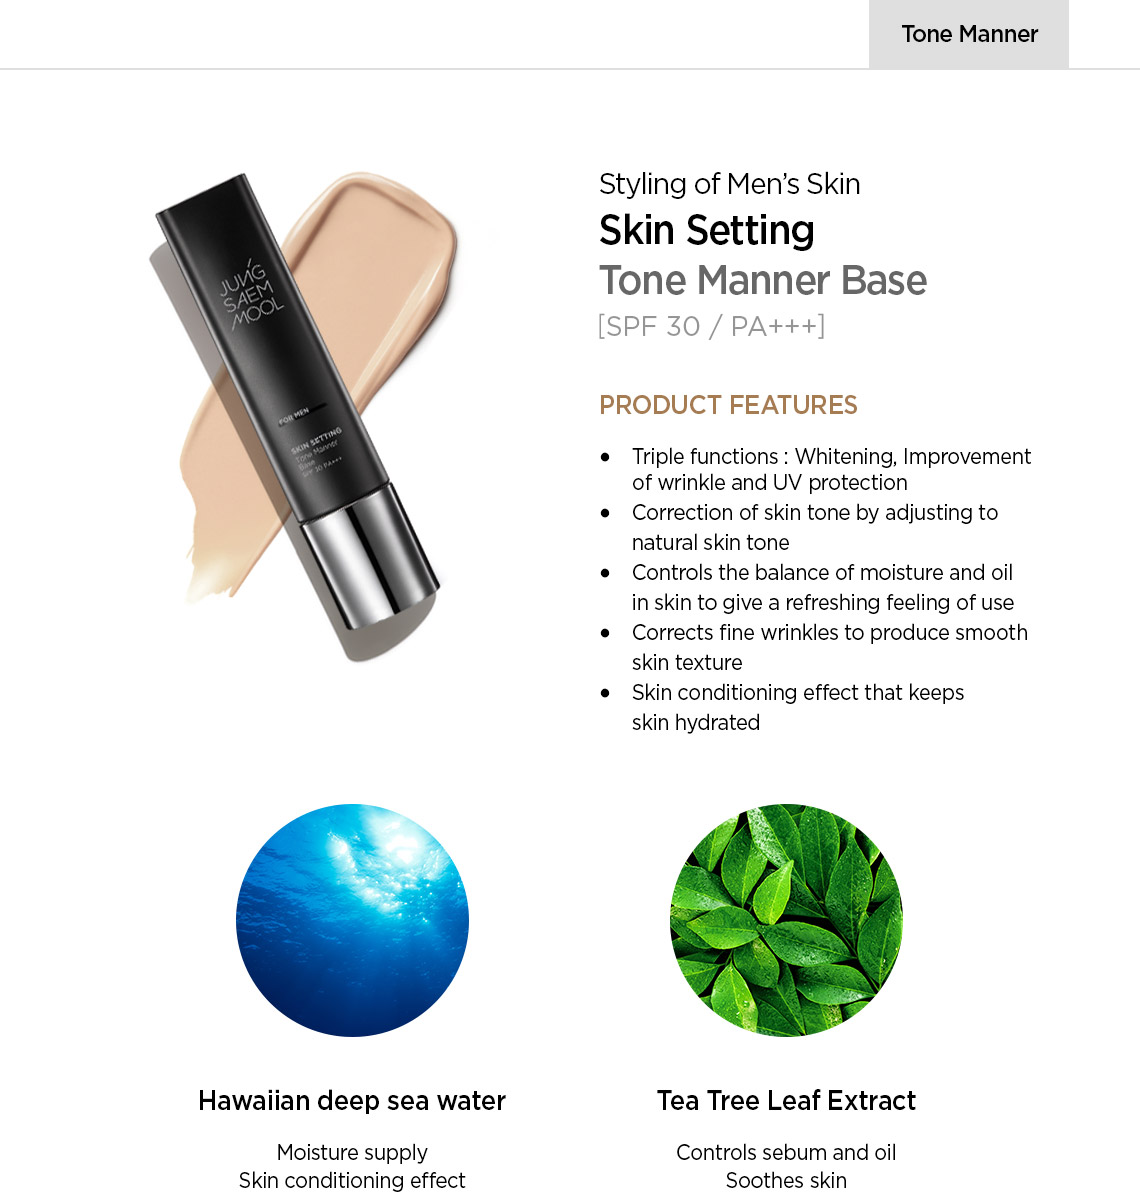 Tone Manner
Styling of Men's Skin
Skin Setting
Tone Manner Base
[SPF 30 / PA+++]
JUNG
SAEM
MOOL
FOR MEN
SKIN SETTING
Tone Manner
Base
SPF 30 PA+++
PRODUCT FEATURES
• Triple functions : Whitening, Improvement
of wrinkle and UV protection
• Correction of skin tone by adjusting to
natural skin tone
• Controls the balance of moisture and oil
in skin to give a refreshing feeling of use
• Corrects fine wrinkles to produce smooth
skin texture
• Skin conditioning effect that keeps
skin hydrated
Hawaiian deep sea water
Moisture supply
Skin conditioning effect
Tea Tree Leaf Extract
Controls sebum and oil
Soothes skin